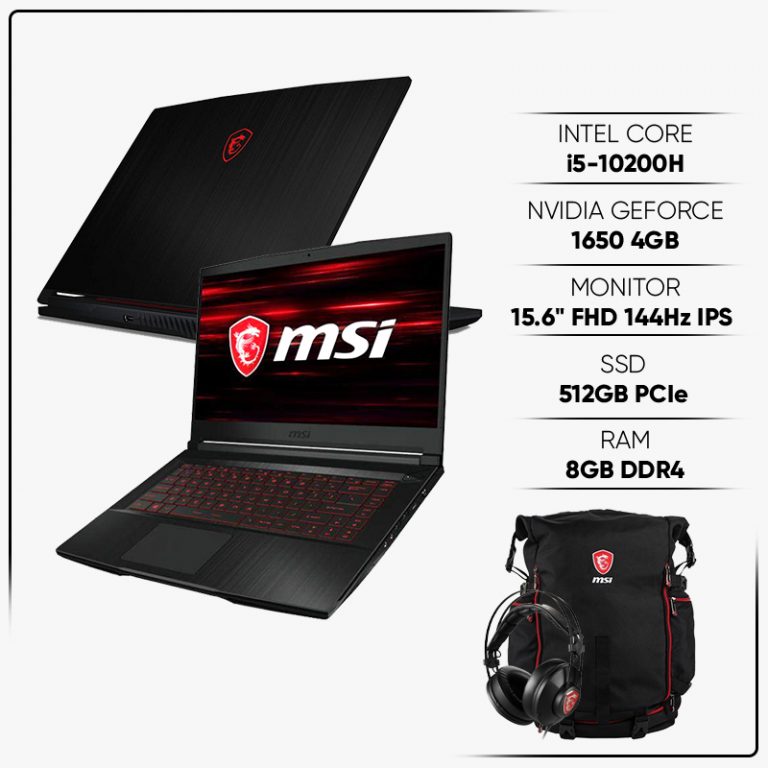 msi
msi
INTEL CORE
i5-10200H
NVIDIA GEFORCE
1650 4GB
MONITOR
15.6" FHD 144Hz IPS
SSD
512GB PCIe
RAM
8GB DDR4
msi